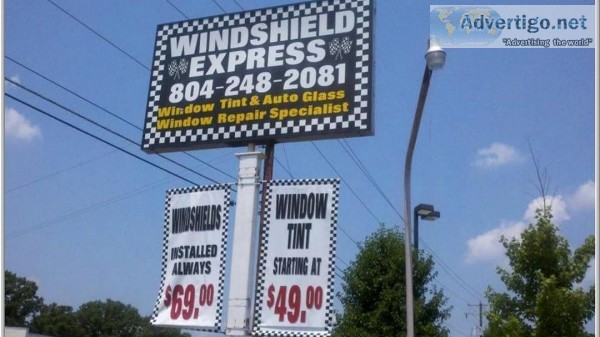 Advertigo.net
"Advertising the world"
WINDSHIELD
EXPRESS
804-248-2081
Window Tint & Auto Glass
Window Repair Specialist
WINDSHIELDS
INSTALLED
ALWAYS
$69.00
WINDOW
TINT
STARTING AT
$49.00